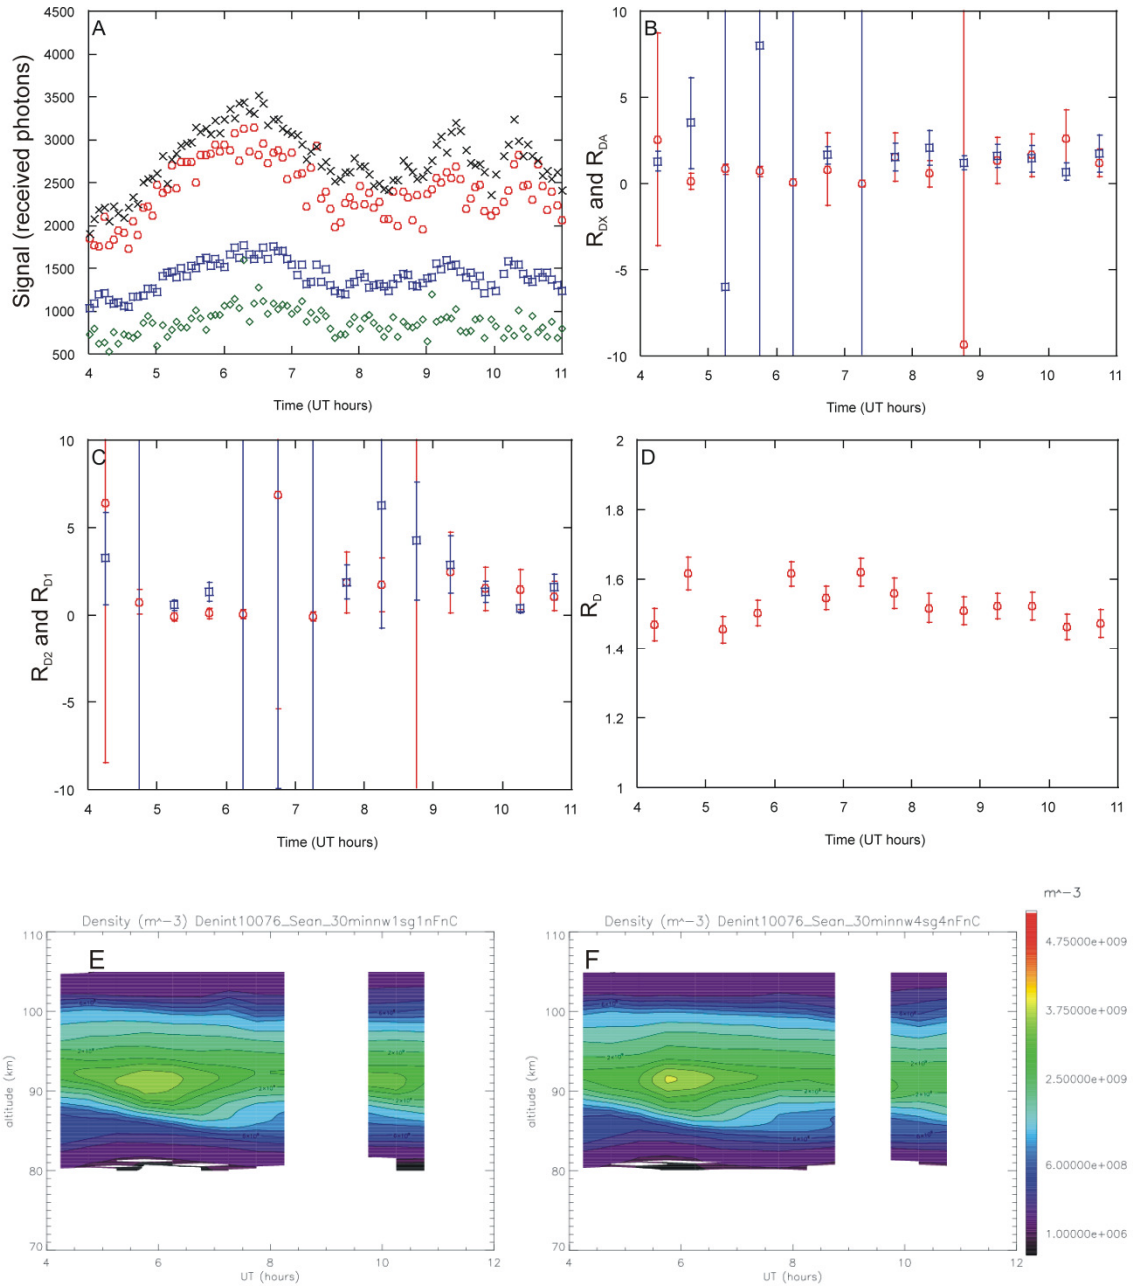 A
Signal (received photons)
4500
4000
3500
3000
2500
2000
1500
1000
500
4 5 6 7 8 9 10 11
Time (UT hours)
B
R_DX and R_DA
10
5
0
-5
-10
4 5 6 7 8 9 10 11
Time (UT hours)
C
R_D2 and R_D1
10
5
0
-5
-10
4 5 6 7 8 9 10 11
Time (UT hours)
D
R_D
2
1.8
1.6
1.4
1.2
1
4 5 6 7 8 9 10 11
Time (UT hours)
Density (m^-3) Denint10076_Sean_30minnw1sg1nFnC
E
altitude (km)
110
100
90
80
70
4 6 8 10 12
UT (hours)
Density (m^-3) Denint10076_Sean_30minnw4sg4nFnC
F
altitude (km)
110
100
90
80
70
4 6 8 10 12
UT (hours)
m^-3
4.75000e+009
3.75000e+009
2.50000e+009
6.00000e+008
1.00000e+006